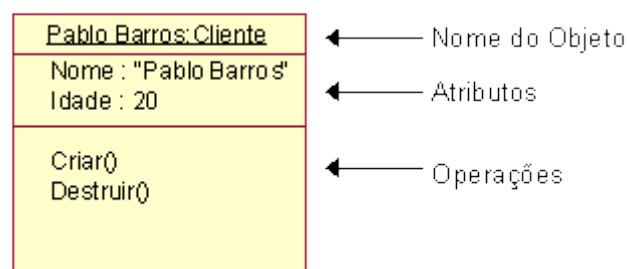 Pablo Barros:Cliente
Nome do Objeto
Nome : "Pablo Barros"
Idade : 20
Atributos
Criar()
Destruir()
Operações